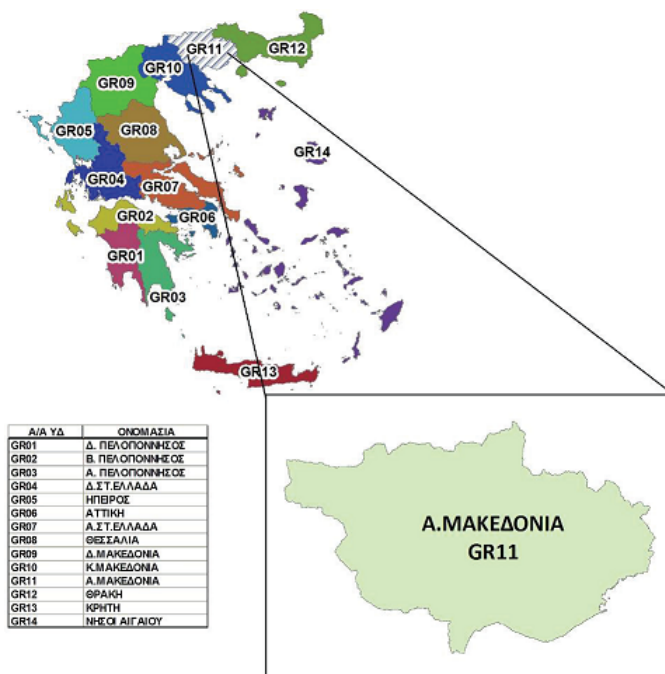 GR11
GR12
GR10
GR09
GR05
GR08
GR14
GR04
GR07
GR02
GR06
GR01
GR03
GR13
Α/Α ΥΔ ΟΝΟΜΑΣΙΑ
GR01 Δ. ΠΕΛΟΠΟΝΝΗΣΟΣ
GR02 Β. ΠΕΛΟΠΟΝΝΗΣΟΣ
GR03 Α. ΠΕΛΟΠΟΝΝΗΣΟΣ
GR04 Δ.ΣΤ.ΕΛΛΑΔΑ
GR05 ΗΠΕΙΡΟΣ
GR06 ΑΤΤΙΚΗ
GR07 Α.ΣΤ.ΕΛΛΑΔΑ
GR08 ΘΕΣΣΑΛΙΑ
GR09 Δ.ΜΑΚΕΔΟΝΙΑ
GR10 Κ.ΜΑΚΕΔΟΝΙΑ
GR11 Α.ΜΑΚΕΔΟΝΙΑ
GR12 ΘΡΑΚΗ
GR13 ΚΡΗΤΗ
GR14 ΝΗΣΟΙ ΑΙΓΑΙΟΥ
Α.ΜΑΚΕΔΟΝΙΑ
GR11